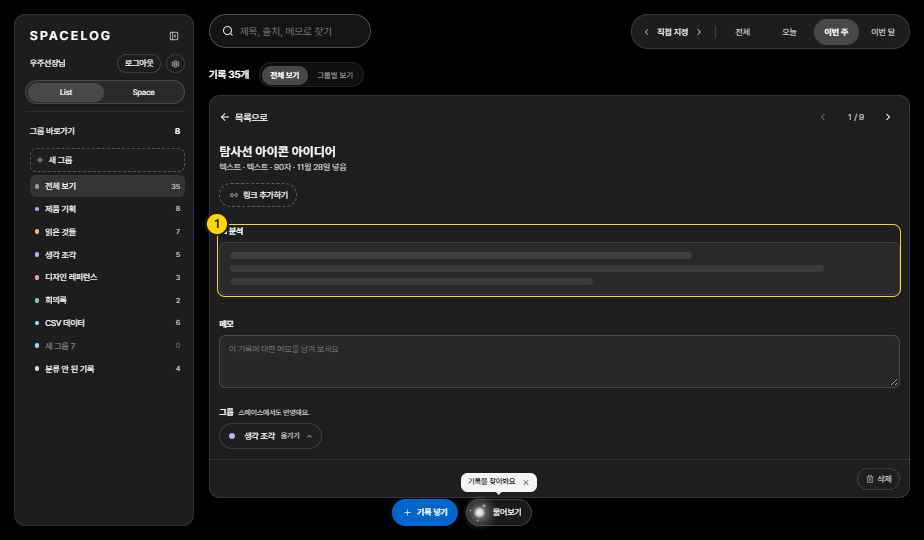 SPACELOG
우주선장님
로그아웃
List
Space
그룹 바로가기
8
+ 새 그룹
전체 보기
35
제품 기획
8
읽은 것들
7
생각 조각
5
디자인 레퍼런스
3
회의록
2
CSV 데이터
6
새 그룹 7
0
분류 안 된 기록
4
제목, 출처, 메모로 찾기
직접 지정
전체
오늘
이번 주
이번 달
기록 35개
전체 보기
그룹별 보기
목록으로
1 / 9
탐사선 아이콘 아이디어
텍스트 · 텍스트 · 90자 · 11월 28일 넣음
링크 추가하기
1
분석
메모
이 기록에 대한 메모를 남겨 보세요
그룹 스페이스에서도 반영돼요.
생각 조각 옮기기
삭제
기록을 찾아봐요
+ 기록 넣기
물어보기